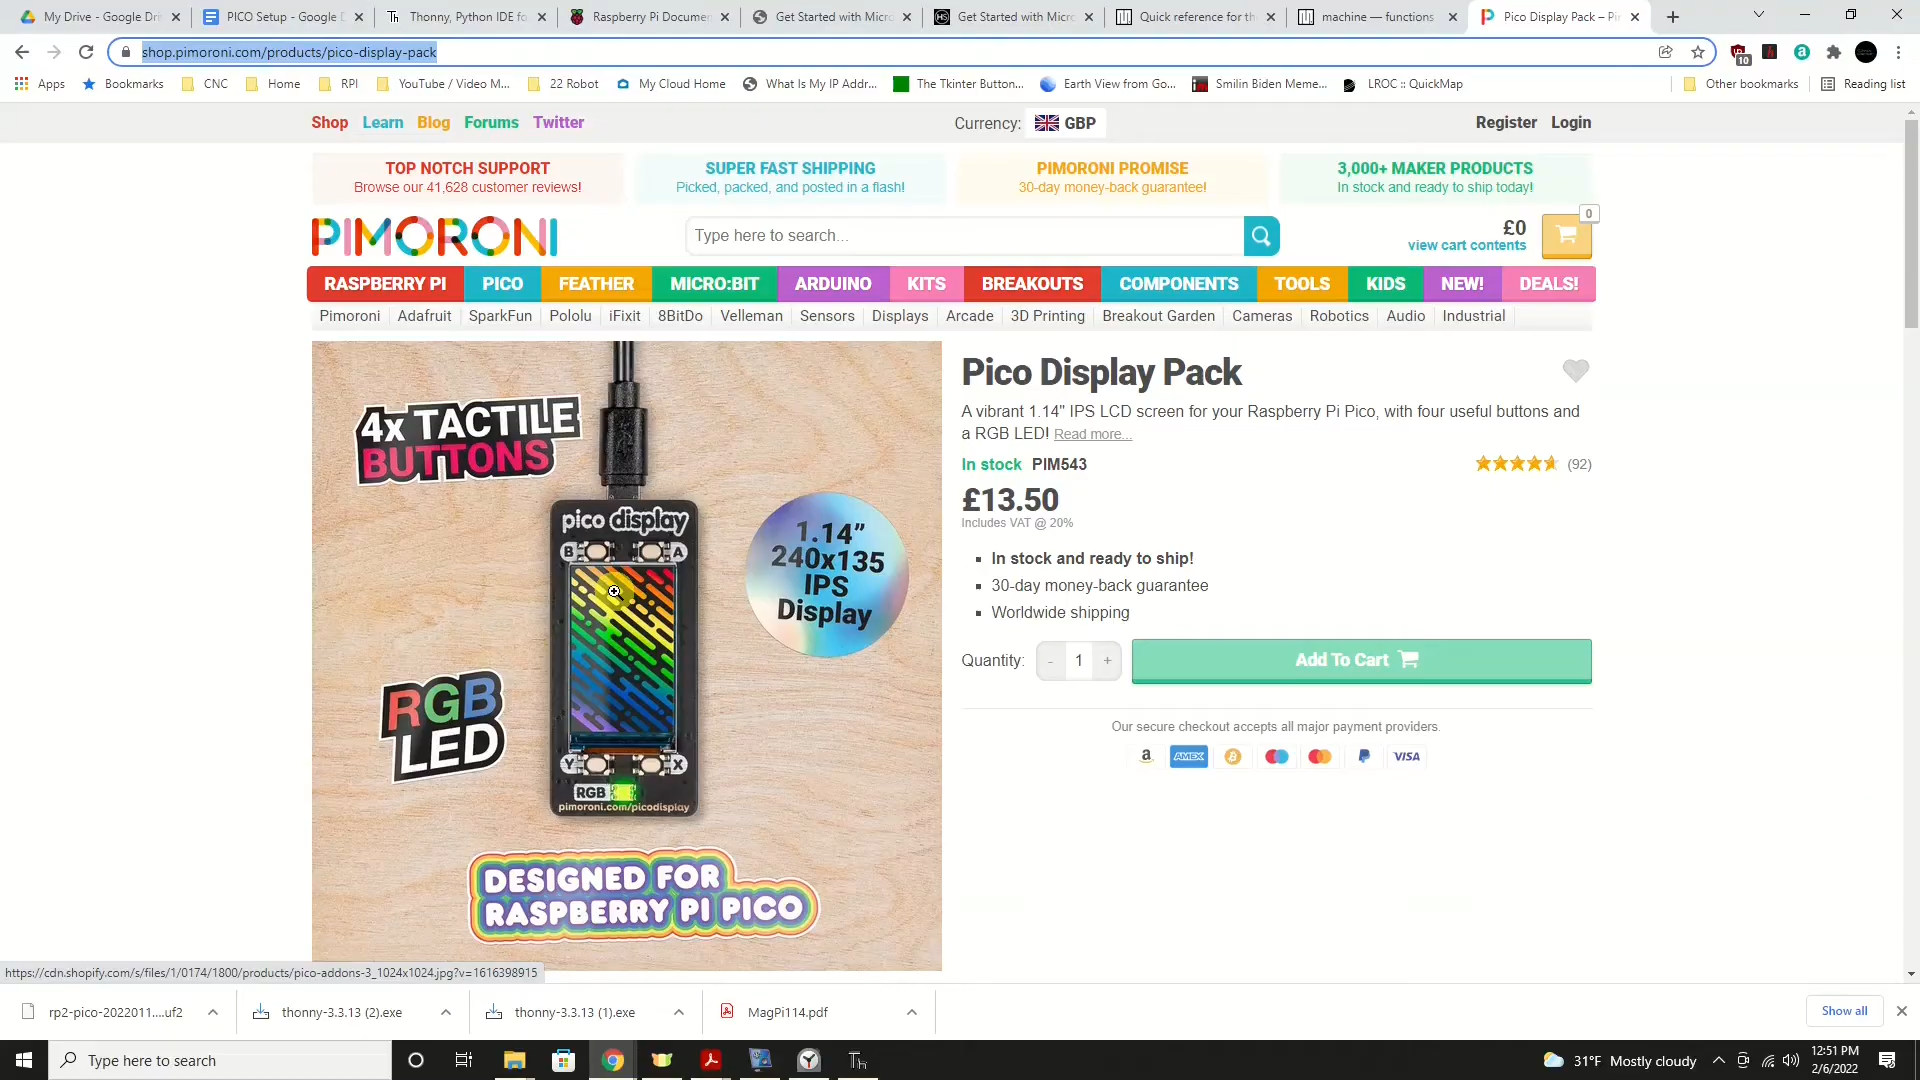 My Drive - Google Dri
PICO Setup - Google D
Thonny, Python IDE fo
Raspberry Pi Documen
Get Started with Micro
Get Started with Micro
Quick reference for th
machine — functions
Pico Display Pack – Pi
shop.pimoroni.com/products/pico-display-pack
10
Apps
Bookmarks
CNC
Home
RPI
YouTube / Video M...
22 Robot
My Cloud Home
What Is My IP Addr...
The Tkinter Button...
Earth View from Go...
Smilin Biden Meme...
LROC :: QuickMap
Other bookmarks
Reading list
Shop Learn Blog Forums Twitter
Currency: GBP
Register Login
TOP NOTCH SUPPORT
Browse our 41,628 customer reviews!
SUPER FAST SHIPPING
Picked, packed, and posted in a flash!
PIMORONI PROMISE
30-day money-back guarantee!
3,000+ MAKER PRODUCTS
In stock and ready to ship today!
PIMORONI
Type here to search...
£0
view cart contents
0
RASPBERRY PI PICO FEATHER MICRO:BIT ARDUINO KITS BREAKOUTS COMPONENTS TOOLS KIDS NEW! DEALS!
Pimoroni Adafruit SparkFun Pololu iFixit 8BitDo Velleman Sensors Displays Arcade 3D Printing Breakout Garden Cameras Robotics Audio Industrial
4x TACTILE
BUTTONS
pico display
B A
1.14”
240x135
IPS
Display
RGB
LED
Y X
RGB
pimoroni.com/picodisplay
DESIGNED FOR
RASPBERRY PI PICO
Pico Display Pack
A vibrant 1.14" IPS LCD screen for your Raspberry Pi Pico, with four useful buttons and
a RGB LED! Read more...
In stock PIM543
(92)
£13.50
Includes VAT @ 20%
In stock and ready to ship!
30-day money-back guarantee
Worldwide shipping
Quantity: - 1 +
Add To Cart
Our secure checkout accepts all major payment providers.
a
AMEX
VISA
https://cdn.shopify.com/s/files/1/0174/1800/products/pico-addons-3_1024x1024.jpg?v=1616398915
rp2-pico-2022011....uf2
thonny-3.3.13 (2).exe
thonny-3.3.13 (1).exe
MagPi114.pdf
Show all
Type here to search
31°F Mostly cloudy
12:51 PM
2/6/2022